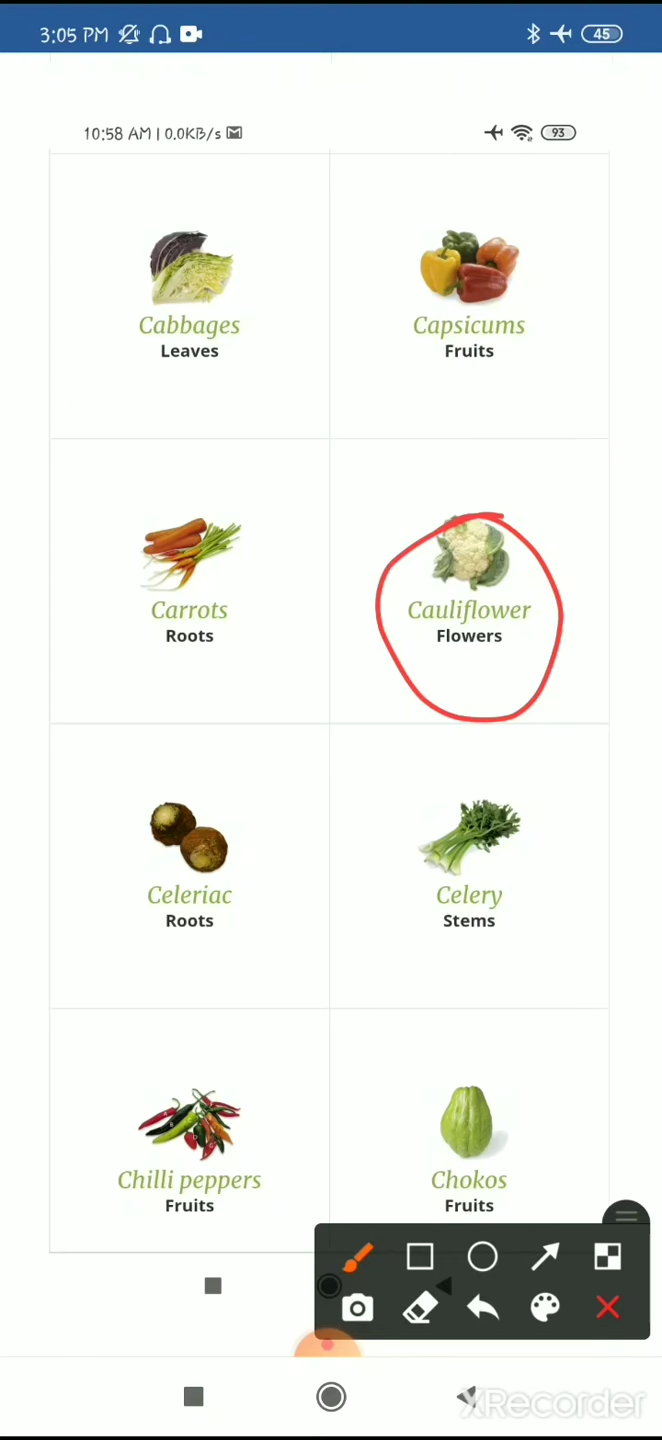 3:05 PM
45
10:58 AM | 0.0KB/s
93
Cabbages
Leaves
Capsicums
Fruits
Carrots
Roots
Cauliflower
Flowers
Celeriac
Roots
Celery
Stems
Chilli peppers
Fruits
Chokos
Fruits
XRecorder